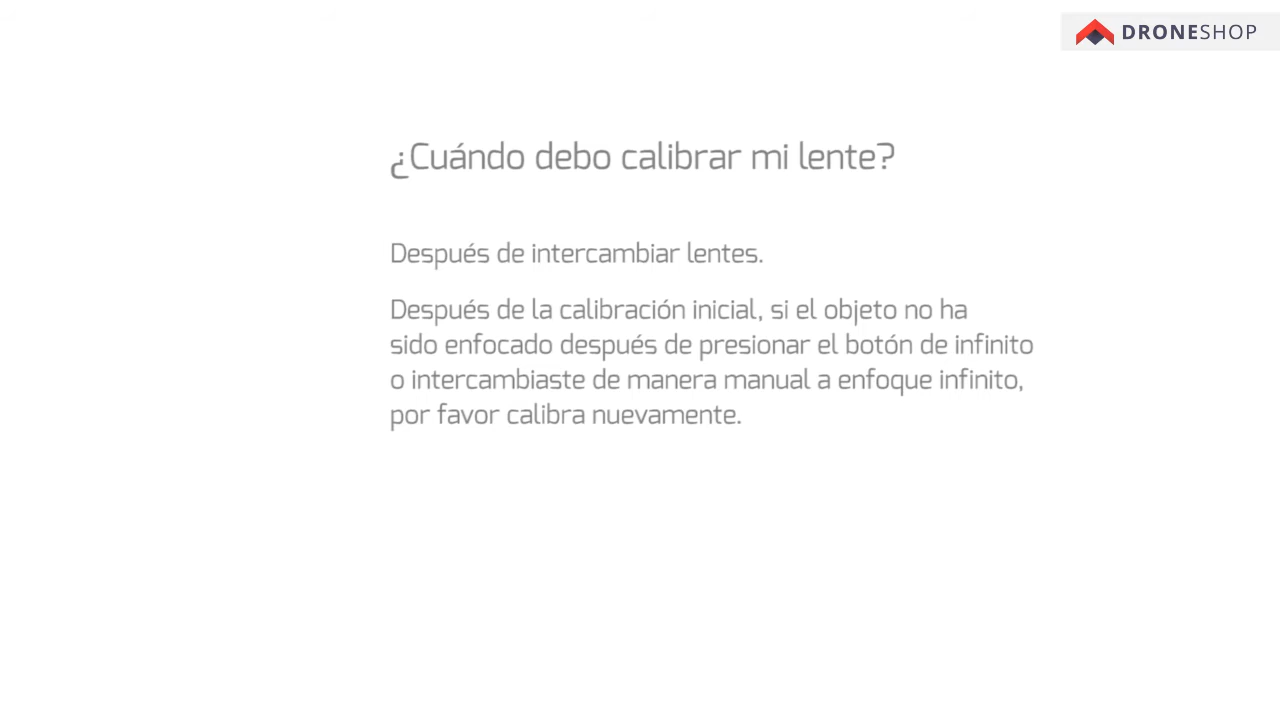 DRONESHOP
¿Cuándo debo calibrar mi lente?
Después de intercambiar lentes.
Después de la calibración inicial, si el objeto no ha
sido enfocado después de presionar el botón de infinito
o intercambiaste de manera manual a enfoque infinito,
por favor calibra nuevamente.